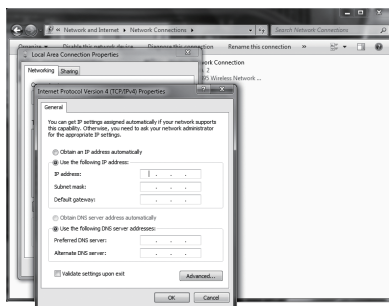 Network and Internet ▸ Network Connections ▸
Search Network Connections
Organize Disable this network device Diagnose this connection Rename this connection »
Local Area Connection Properties
Networking Sharing
Internet Protocol Version 4 (TCP/IPv4) Properties
General
You can get IP settings assigned automatically if your network supports
this capability. Otherwise, you need to ask your network administrator
for the appropriate IP settings.
Obtain an IP address automatically
Use the following IP address:
IP address:
Subnet mask:
Default gateway:
Obtain DNS server address automatically
Use the following DNS server addresses:
Preferred DNS server:
Alternate DNS server:
Validate settings upon exit
Advanced...
OK Cancel